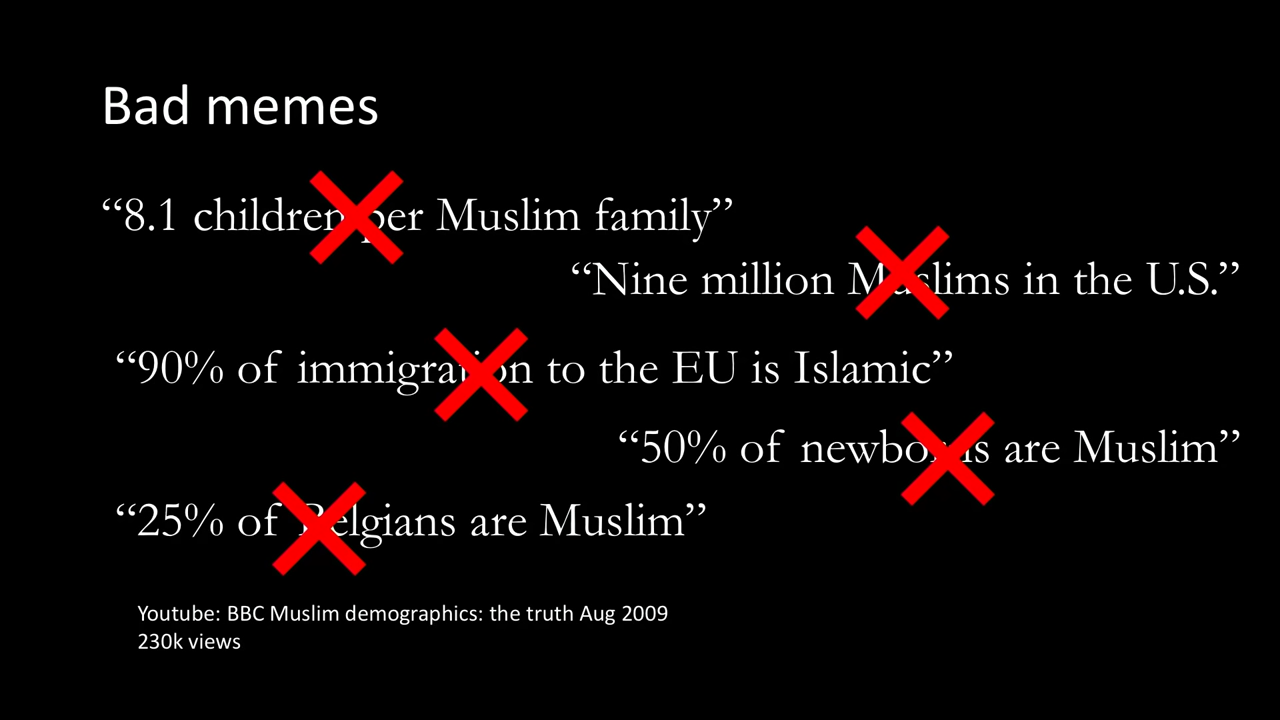 Bad memes
“8.1 children per Muslim family”
“Nine million Muslims in the U.S.”
“90% of immigration to the EU is Islamic”
“50% of newborns are Muslim”
“25% of Belgians are Muslim”
Youtube: BBC Muslim demographics: the truth Aug 2009
230k views